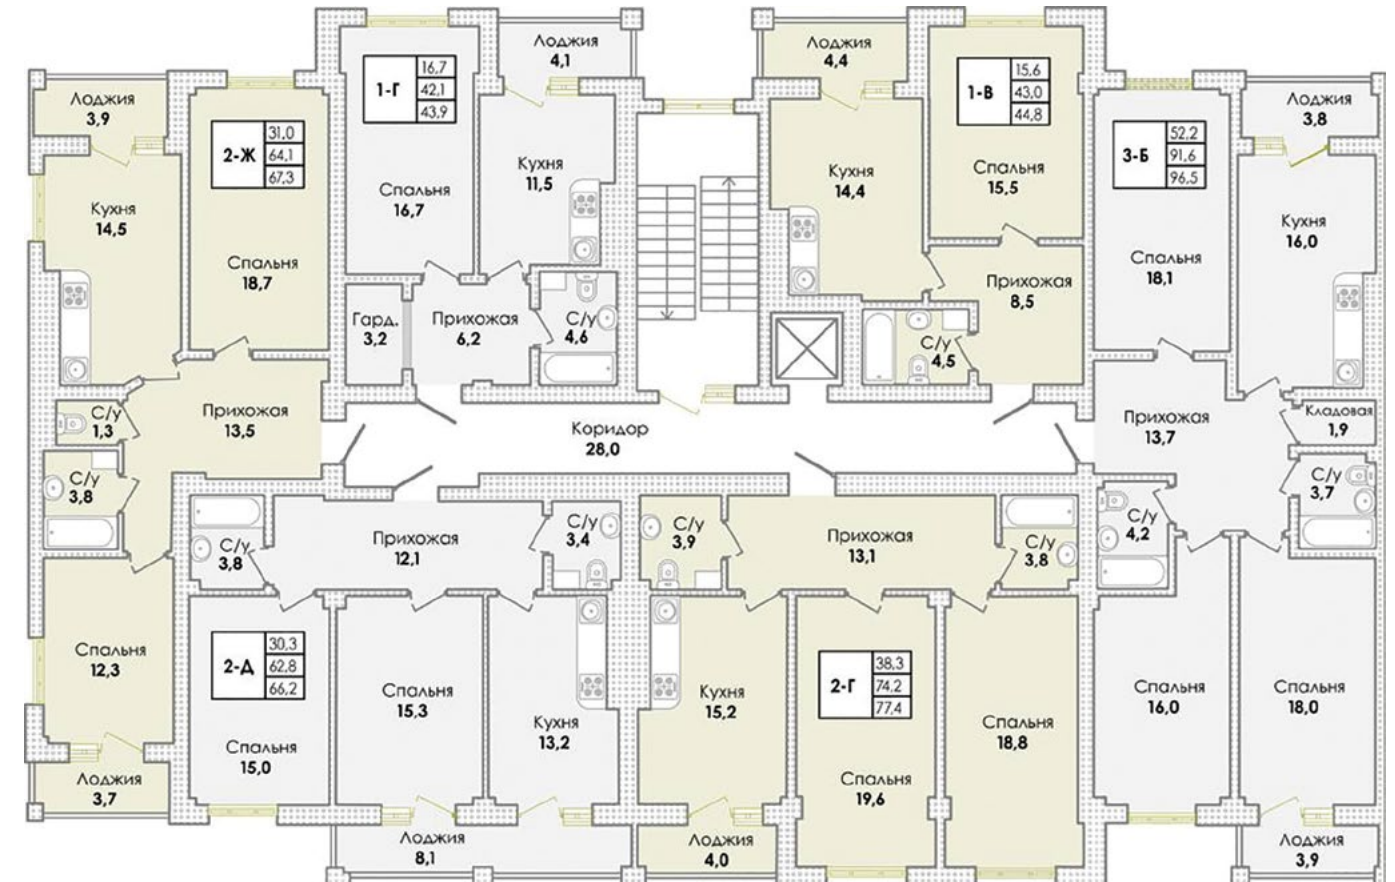 Лоджия
3,9
2-Ж
31,0
64,1
67,3
Кухня
14,5
Спальня
18,7
С/у
1,3
Прихожая
13,5
С/у
3,8
Спальня
12,3
Лоджия
3,7
1-Г
16,7
42,1
43,9
Лоджия
4,1
Спальня
16,7
Кухня
11,5
Гард.
3,2
Прихожая
6,2
С/у
4,6
Лоджия
4,4
1-В
15,6
43,0
44,8
Кухня
14,4
Спальня
15,5
Прихожая
8,5
С/у
4,5
3-Б
52,2
91,6
96,5
Лоджия
3,8
Спальня
18,1
Кухня
16,0
Прихожая
13,7
Кладовая
1,9
С/у
3,7
С/у
4,2
Спальня
16,0
Спальня
18,0
Лоджия
3,9
Коридор
28,0
С/у
3,8
Прихожая
12,1
С/у
3,4
2-Д
30,3
62,8
66,2
Спальня
15,0
Спальня
15,3
Кухня
13,2
Лоджия
8,1
С/у
3,9
Прихожая
13,1
С/у
3,8
Кухня
15,2
2-Г
38,3
74,2
77,4
Спальня
19,6
Спальня
18,8
Лоджия
4,0